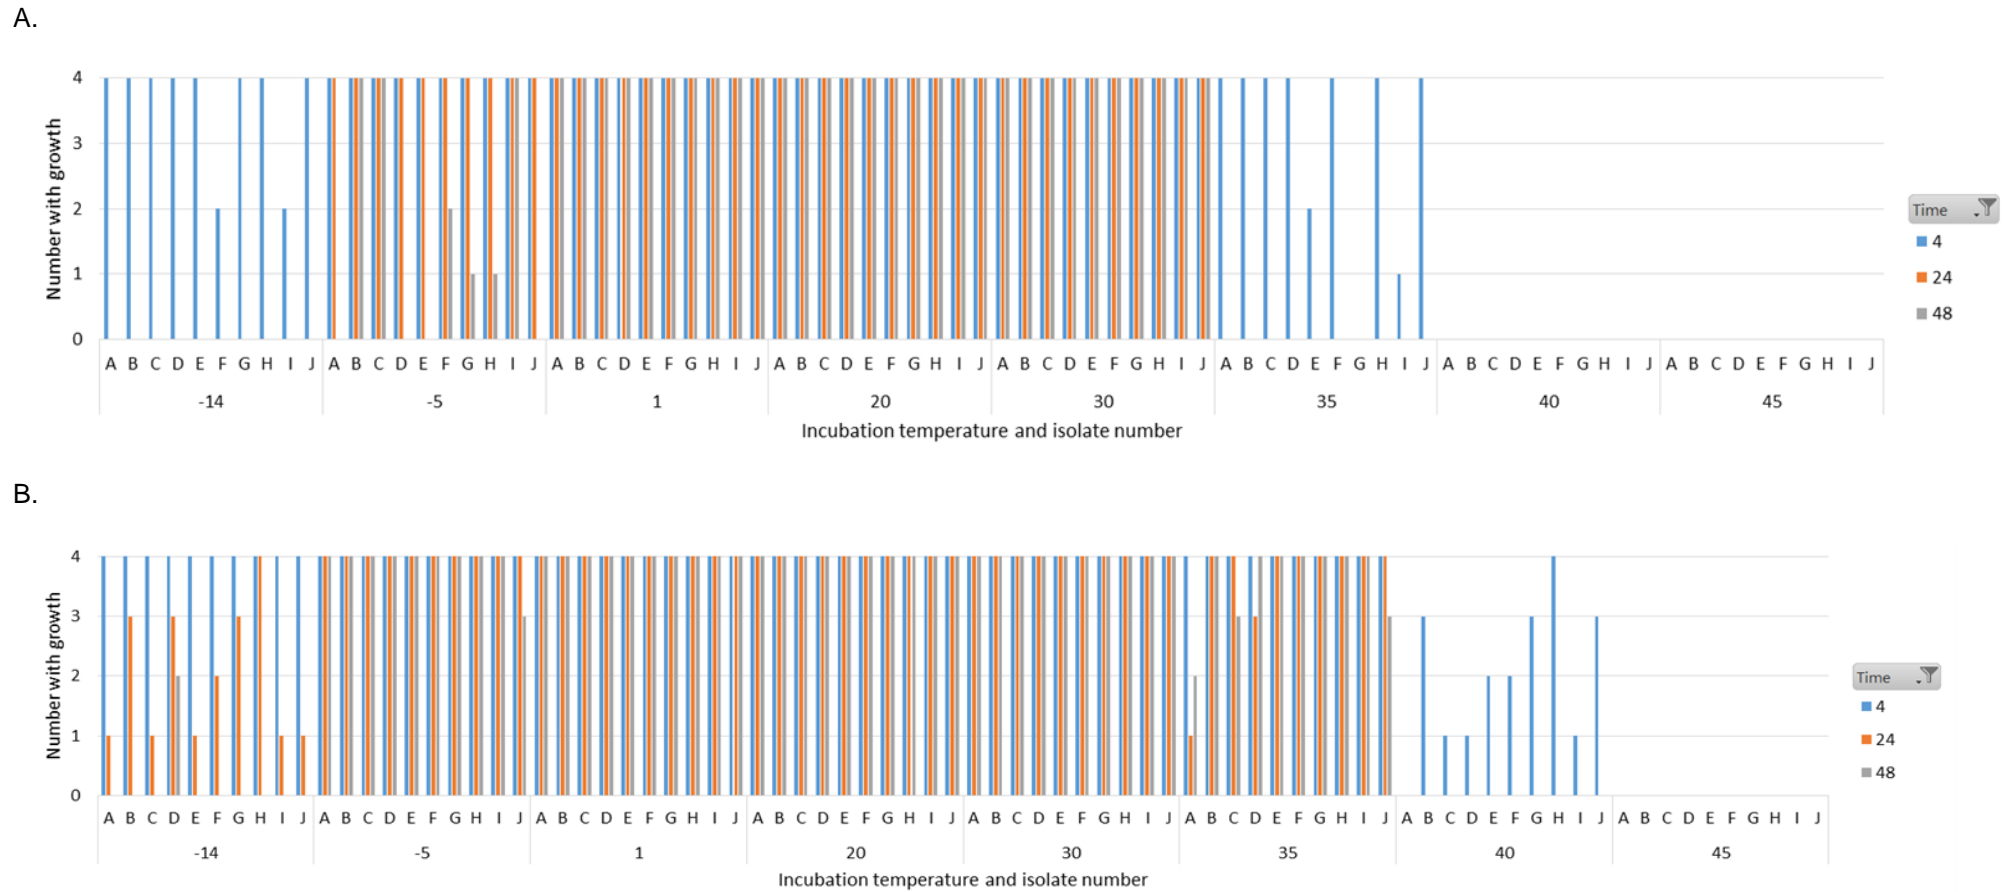 A.
4
3
2
1
0
Number with growth
A B C D E F G H I J A B C D E F G H I J A B C D E F G H I J A B C D E F G H I J A B C D E F G H I J A B C D E F G H I J A B C D E F G H I J A B C D E F G H I J
-14 -5 1 20 30 35 40 45
Incubation temperature and isolate number
Time
4
24
48
B.
4
3
2
1
0
Number with growth
A B C D E F G H I J A B C D E F G H I J A B C D E F G H I J A B C D E F G H I J A B C D E F G H I J A B C D E F G H I J A B C D E F G H I J A B C D E F G H I J
-14 -5 1 20 30 35 40 45
Incubation temperature and isolate number
Time
4
24
48